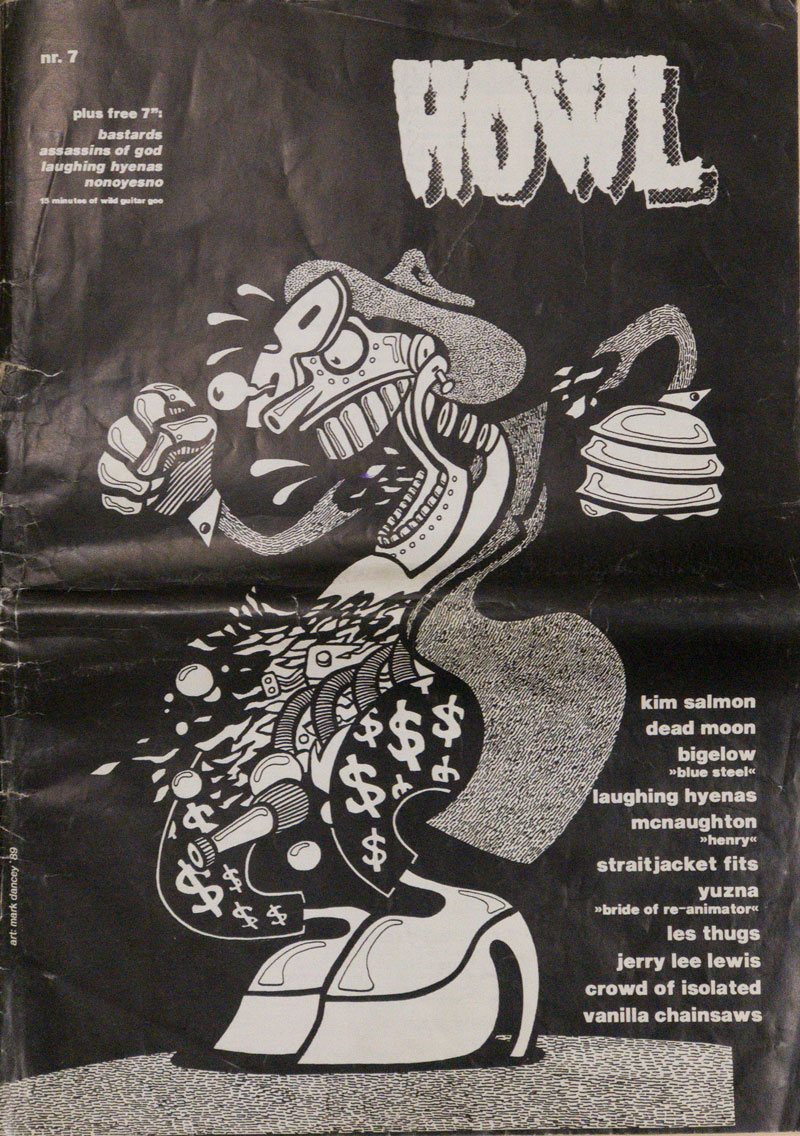 nr. 7
HOWL
plus free 7":
bastards
assassins of god
laughing hyenas
nonoyesno
15 minutes of wild guitar goo
$ $ $
$
$
$
$
$
$
$ $
kim salmon
dead moon
bigelow
»blue steel«
laughing hyenas
mcnaughton
»henry«
straitjacket fits
yuzna
»bride of re-animator«
les thugs
jerry lee lewis
crowd of isolated
vanilla chainsaws
art: mark dancey '89